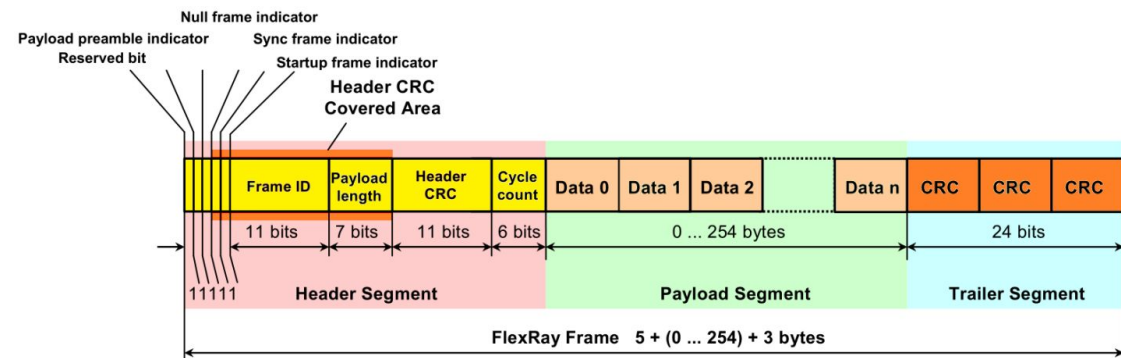 Null frame indicator
Payload preamble indicator
Sync frame indicator
Reserved bit
Startup frame indicator
Header CRC
Covered Area
Frame ID
Payload
length
Header
CRC
Cycle
count
Data 0
Data 1
Data 2
Data n
CRC
CRC
CRC
11 bits
7 bits
11 bits
6 bits
0 ... 254 bytes
24 bits
11111
Header Segment
Payload Segment
Trailer Segment
FlexRay Frame 5 + (0 ... 254) + 3 bytes